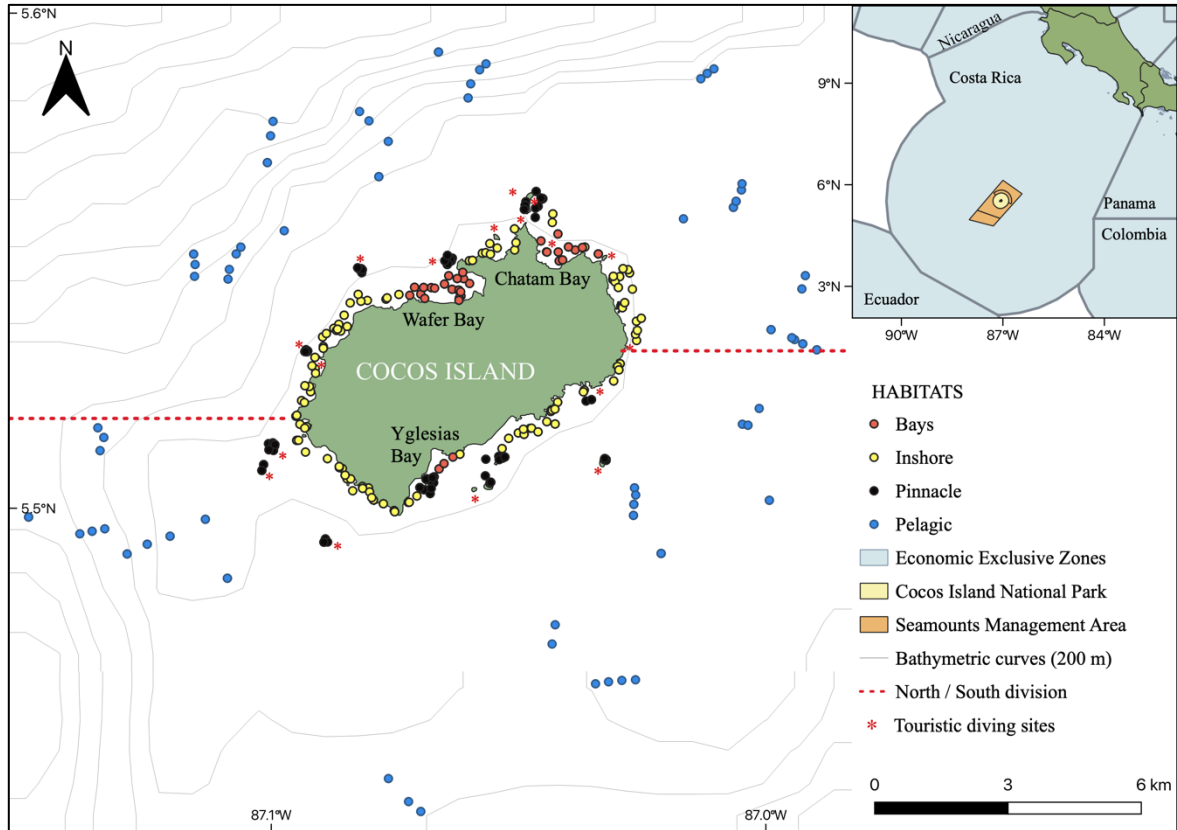 5.6°N
N
Chatam Bay
Wafer Bay
COCOS ISLAND
Yglesias
Bay
5.5°N
87.1°W
87.0°W
Nicaragua
9°N
Costa Rica
6°N
Panama
Colombia
3°N
Ecuador
90°W
87°W
84°W
HABITATS
Bays
Inshore
Pinnacle
Pelagic
Economic Exclusive Zones
Cocos Island National Park
Seamounts Management Area
Bathymetric curves (200 m)
North / South division
* Touristic diving sites
0 3 6 km